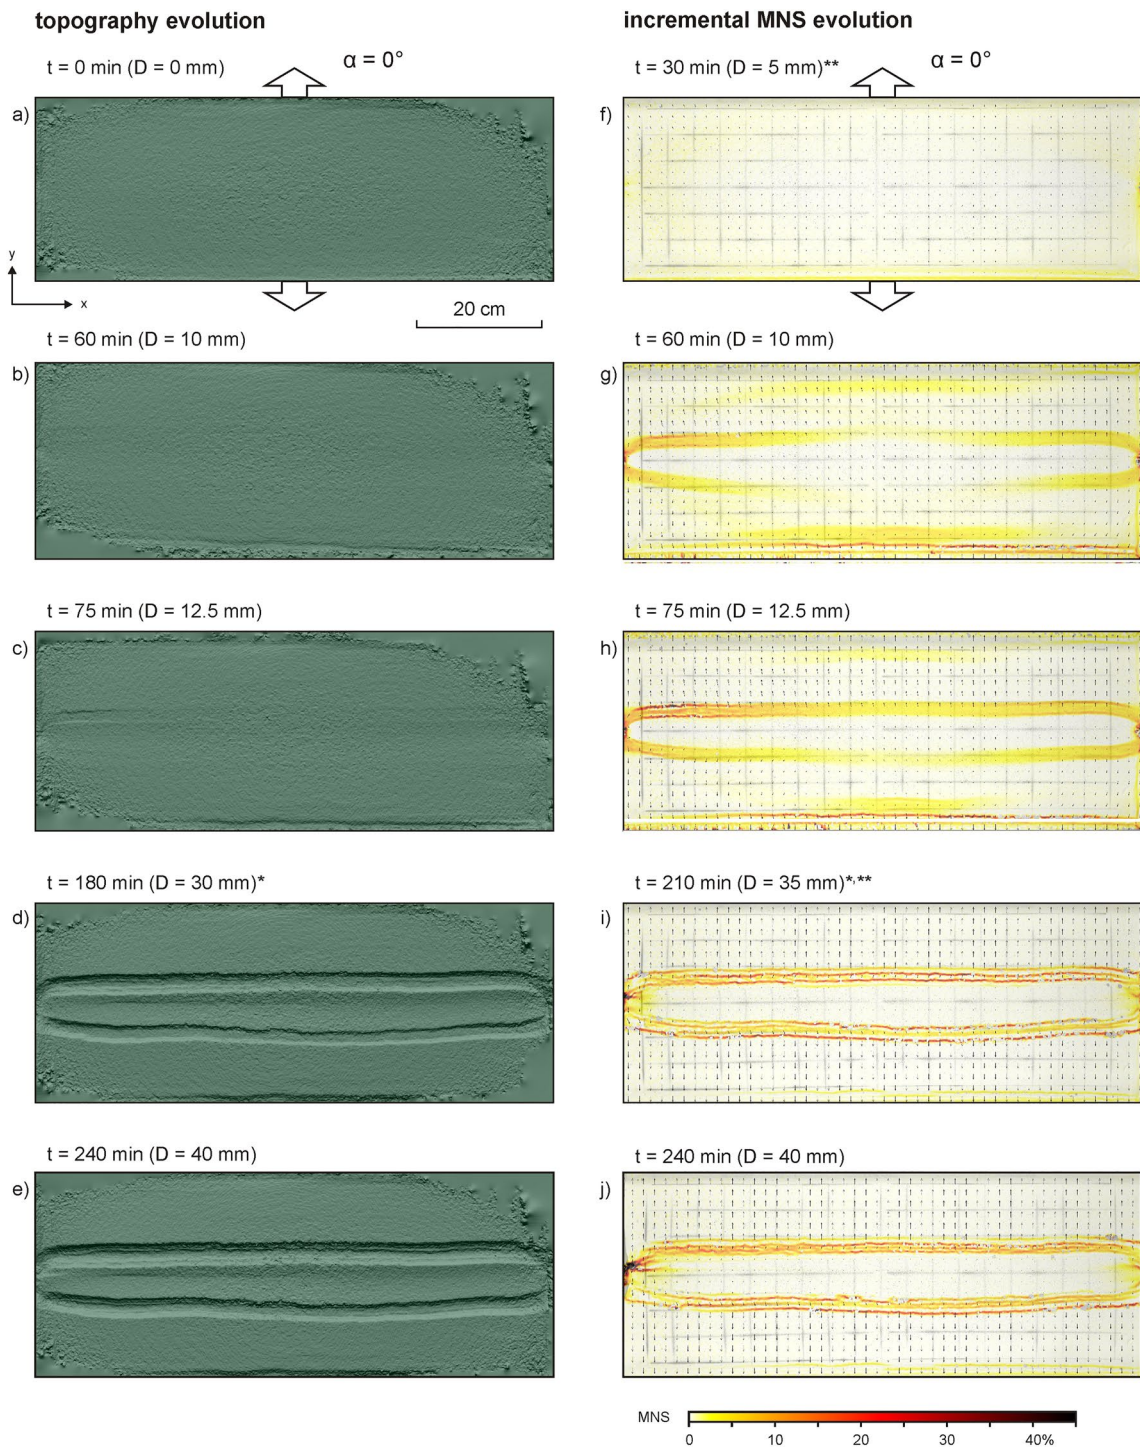 topography evolution
incremental MNS evolution
t = 0 min (D = 0 mm)
α = 0°
t = 30 min (D = 5 mm)**
α = 0°
a)
f)
y
x
20 cm
t = 60 min (D = 10 mm)
t = 60 min (D = 10 mm)
b)
g)
t = 75 min (D = 12.5 mm)
t = 75 min (D = 12.5 mm)
c)
h)
t = 180 min (D = 30 mm)*
t = 210 min (D = 35 mm)*,**
d)
i)
t = 240 min (D = 40 mm)
t = 240 min (D = 40 mm)
e)
j)
MNS
0 10 20 30 40%